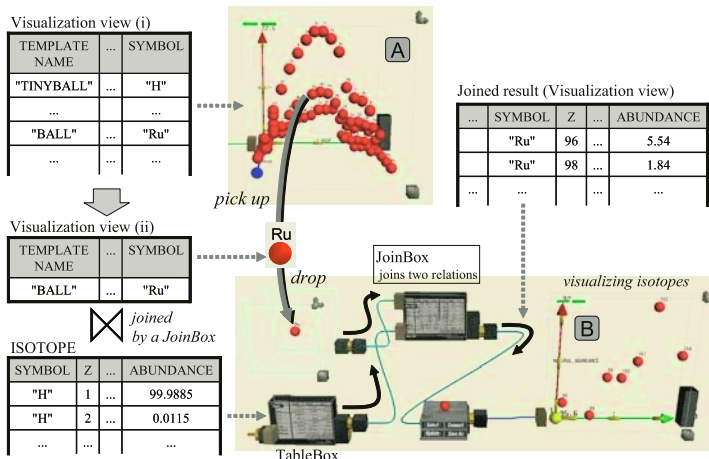 Visualization view (i)
TEMPLATE NAME ... SYMBOL
"TINYBALL" ... "H"
... ...
"BALL" ... "Ru"
... ... ...
A
pick up
Visualization view (ii)
TEMPLATE NAME ... SYMBOL
"BALL" ... "Ru"
Ru
drop
joined
by a JoinBox
ISOTOPE
SYMBOL Z ... ABUNDANCE
"H" 1 ... 99.9885
"H" 2 ... 0.0115
... ... ...
TableBox
JoinBox
joins two relations
Joined result (Visualization view)
... SYMBOL Z ... ABUNDANCE
"Ru" 96 ... 5.54
"Ru" 98 ... 1.84
... ... ...
visualizing isotopes
B